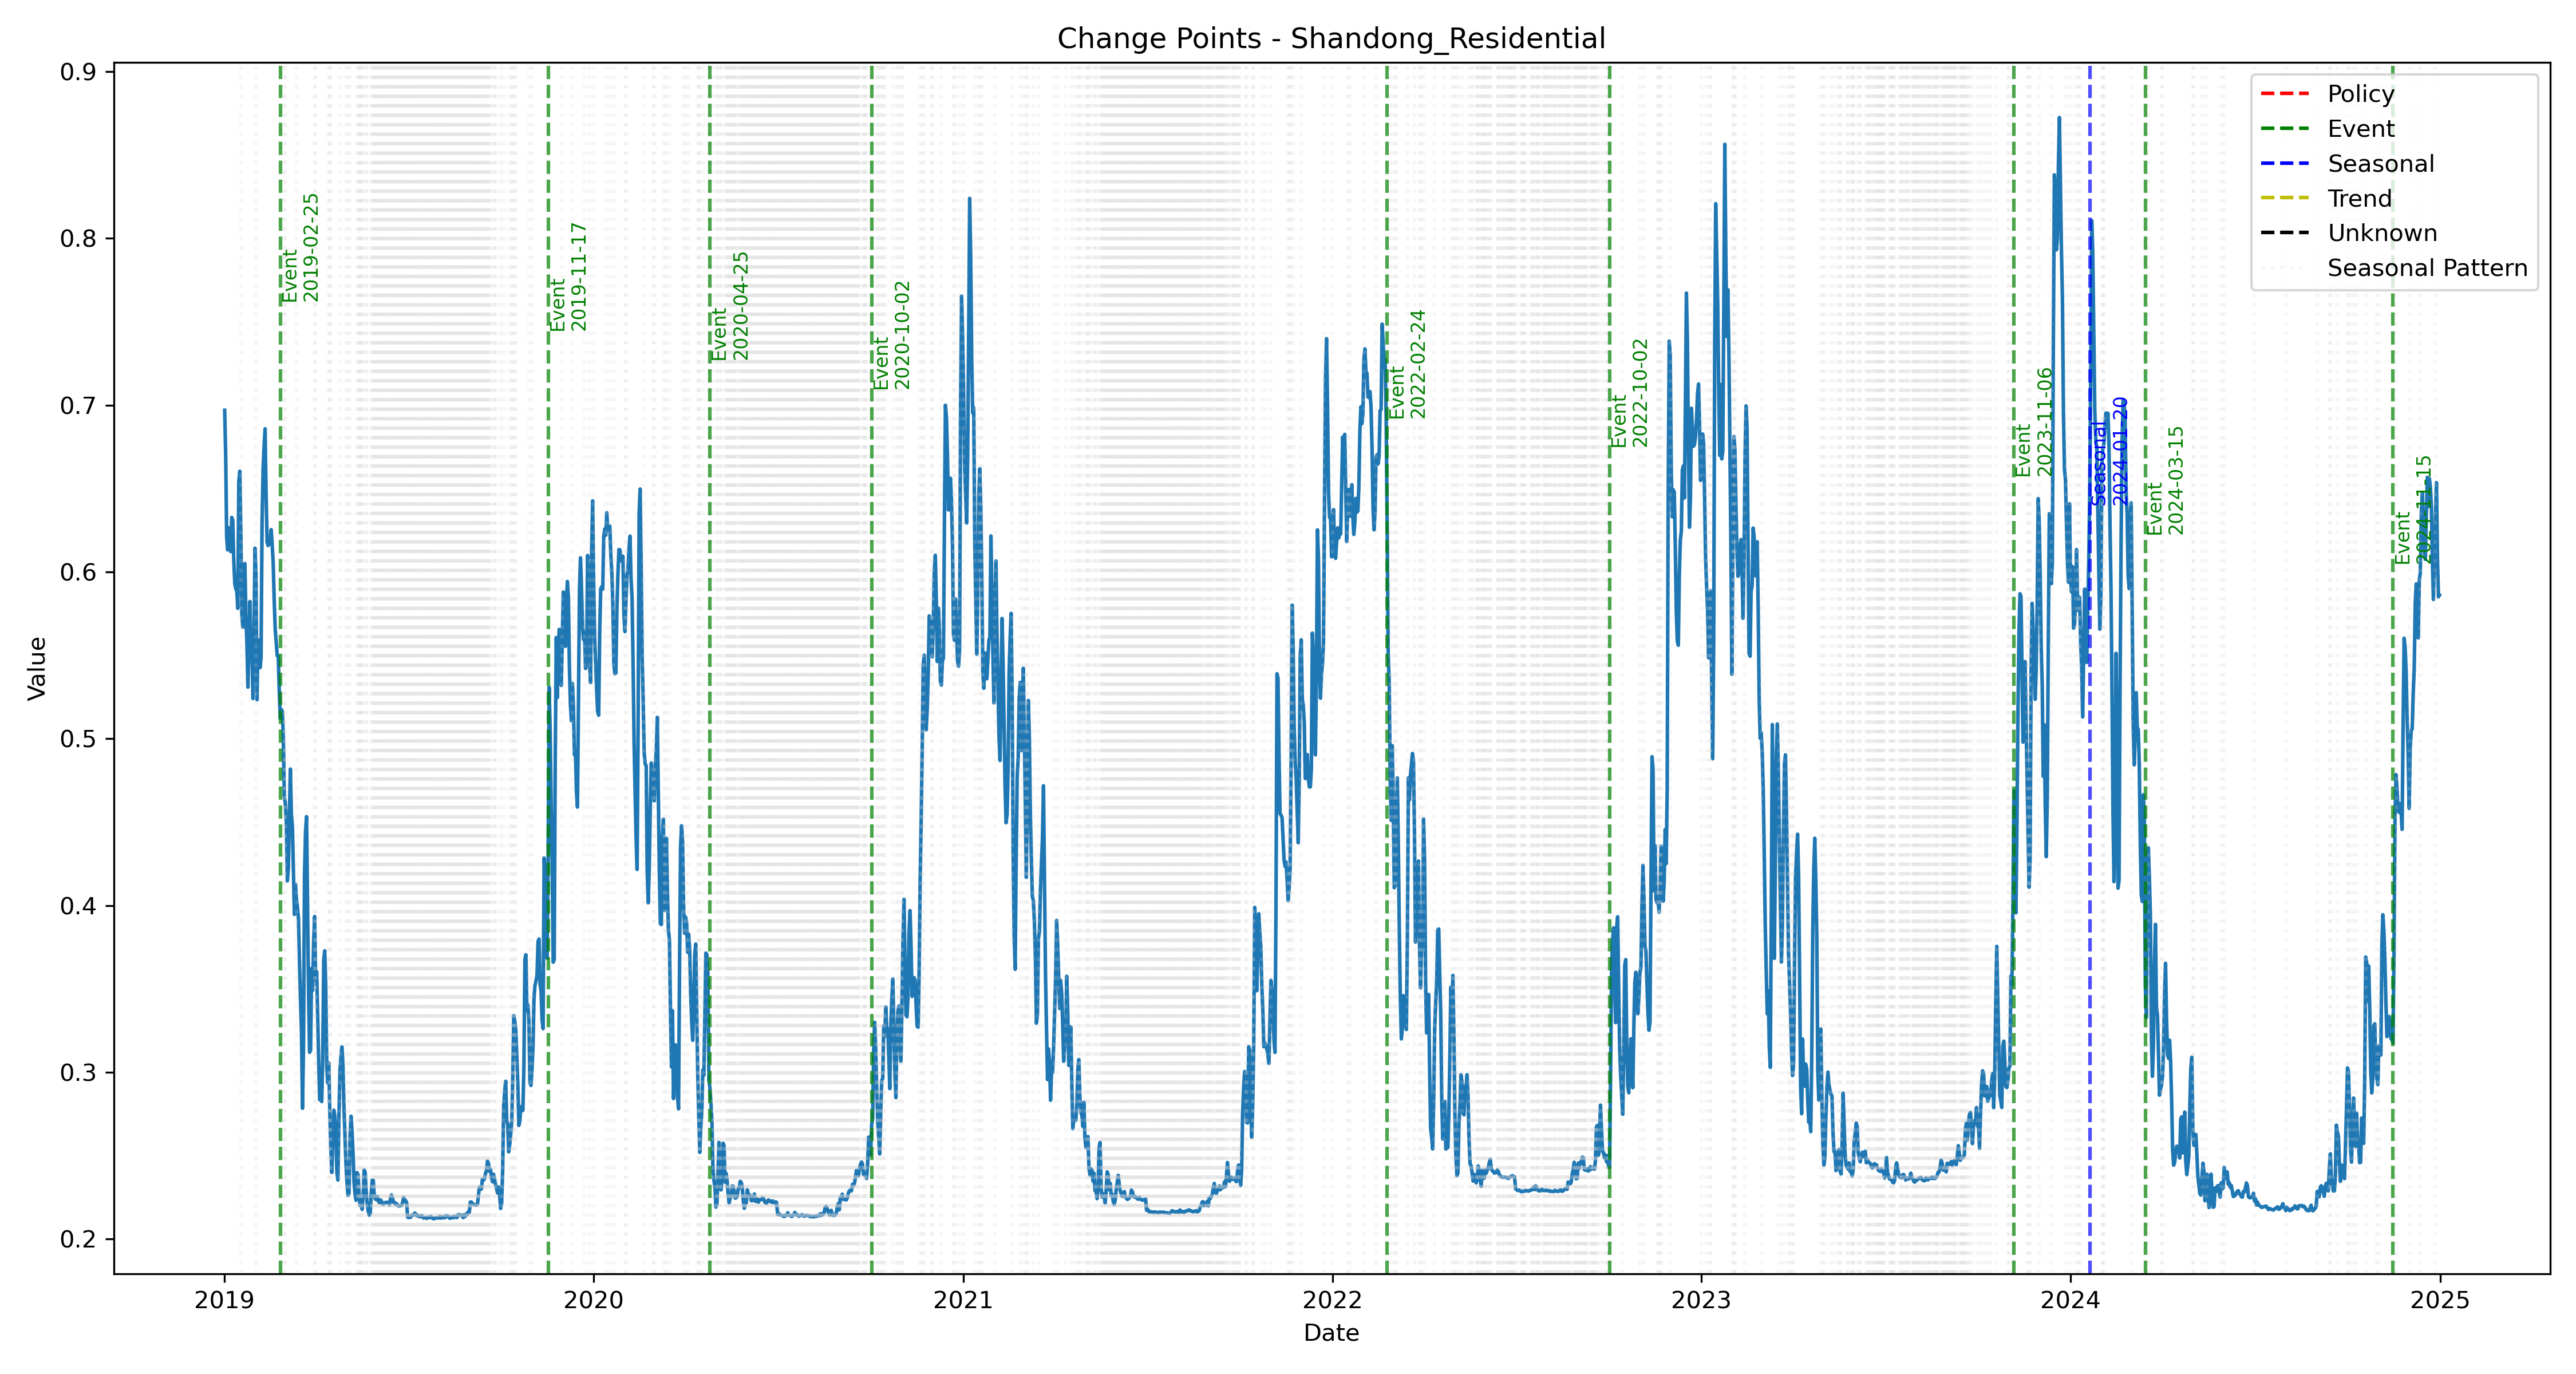 Change Points - Shandong_Residential
0.9
0.8
0.7
0.6
0.5
0.4
0.3
0.2
Value
Policy
Event
Seasonal
Trend
Unknown
Seasonal Pattern
Event
2019-02-25
Event
2019-11-17
Event
2020-04-25
Event
2020-10-02
Event
2022-02-24
Event
2022-10-02
Event
2023-11-06
Seasonal
2024-01-20
Event
2024-03-15
Event
2024-11-15
2019
2020
2021
2022
2023
2024
2025
Date